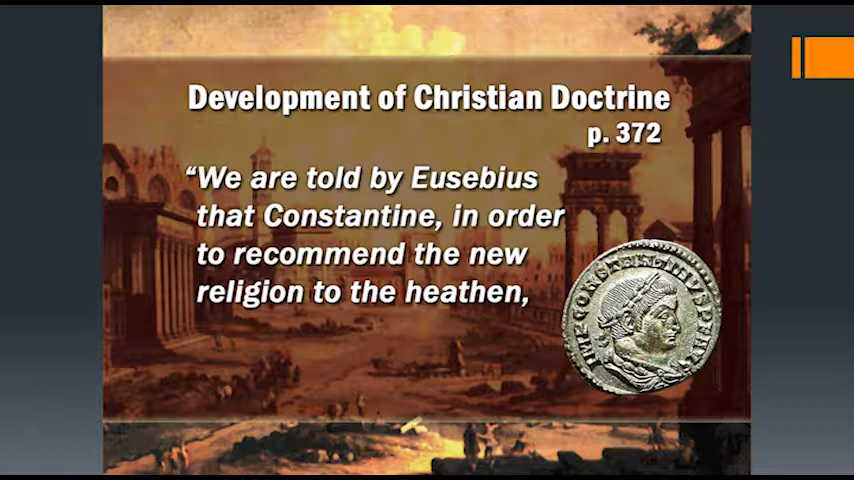 Development of Christian Doctrine
p. 372
“We are told by Eusebius
that Constantine, in order
to recommend the new
religion to the heathen,